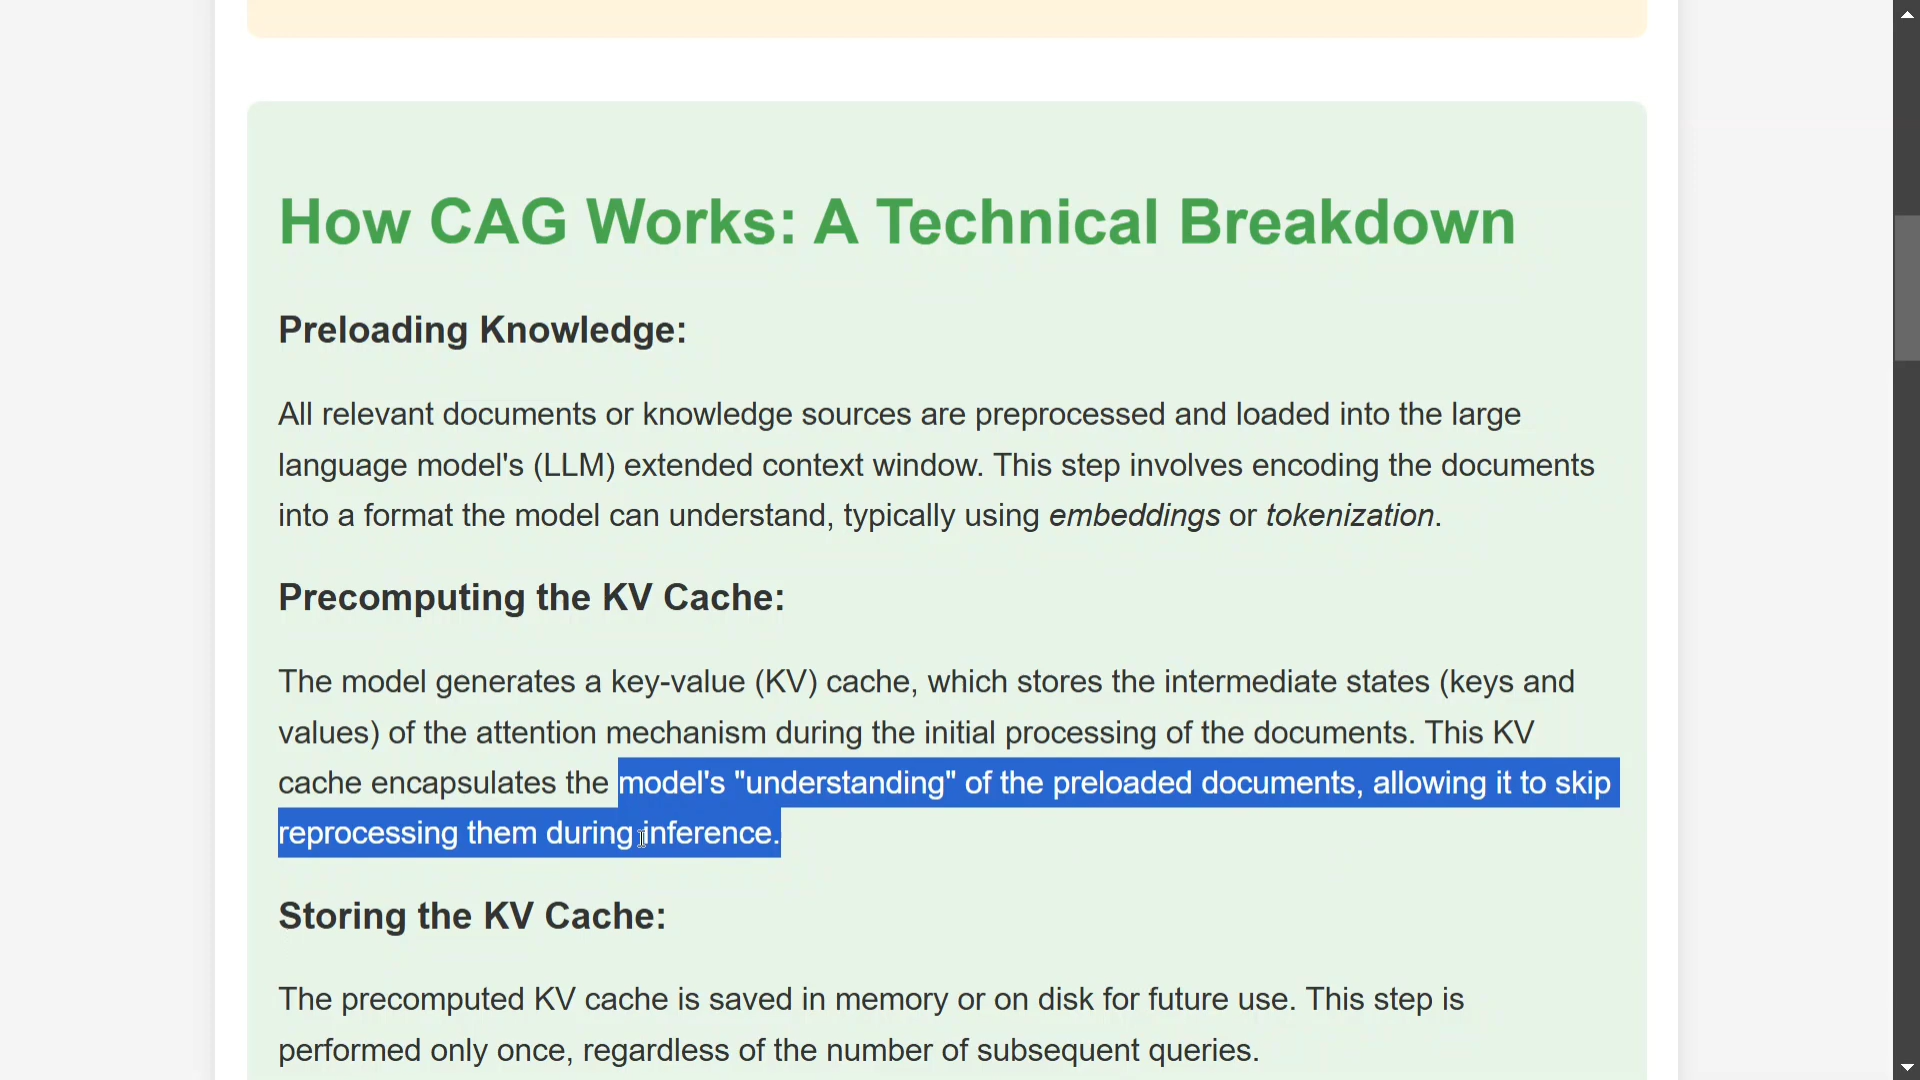 How CAG Works: A Technical Breakdown
Preloading Knowledge:
All relevant documents or knowledge sources are preprocessed and loaded into the large
language model's (LLM) extended context window. This step involves encoding the documents
into a format the model can understand, typically using embeddings or tokenization.
Precomputing the KV Cache:
The model generates a key-value (KV) cache, which stores the intermediate states (keys and
values) of the attention mechanism during the initial processing of the documents. This KV
cache encapsulates the model's "understanding" of the preloaded documents, allowing it to skip
reprocessing them during inference.
Storing the KV Cache:
The precomputed KV cache is saved in memory or on disk for future use. This step is
performed only once, regardless of the number of subsequent queries.